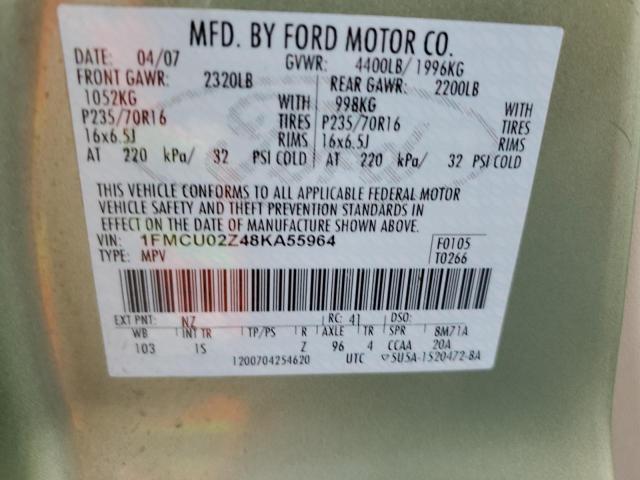 MFD. BY FORD MOTOR CO.
DATE: 04/07 GVWR: 4400LB/1996KG
FRONT GAWR: 2320LB REAR GAWR: 2200LB
1052KG WITH 998KG WITH
P235/70R16 TIRES P235/70R16 TIRES
16x6.5J RIMS 16x6.5J RIMS
AT 220 kPa/ 32 PSI COLD AT 220 kPa/ 32 PSI COLD
THIS VEHICLE CONFORMS TO ALL APPLICABLE FEDERAL MOTOR
VEHICLE SAFETY AND THEFT PREVENTION STANDARDS IN
EFFECT ON THE DATE OF MANUFACTURE SHOWN ABOVE.
VIN: 1FMCU02Z48KA55964 F0105
TYPE: MPV T0266
EXT PNT: NZ RC: 41 DSO:
WB INT TR TP/PS R AXLE TR SPR 8M71A
103 1S Z 96 4 CCAA 20A
1200704254620 UTC 5U5A-1520472-BA